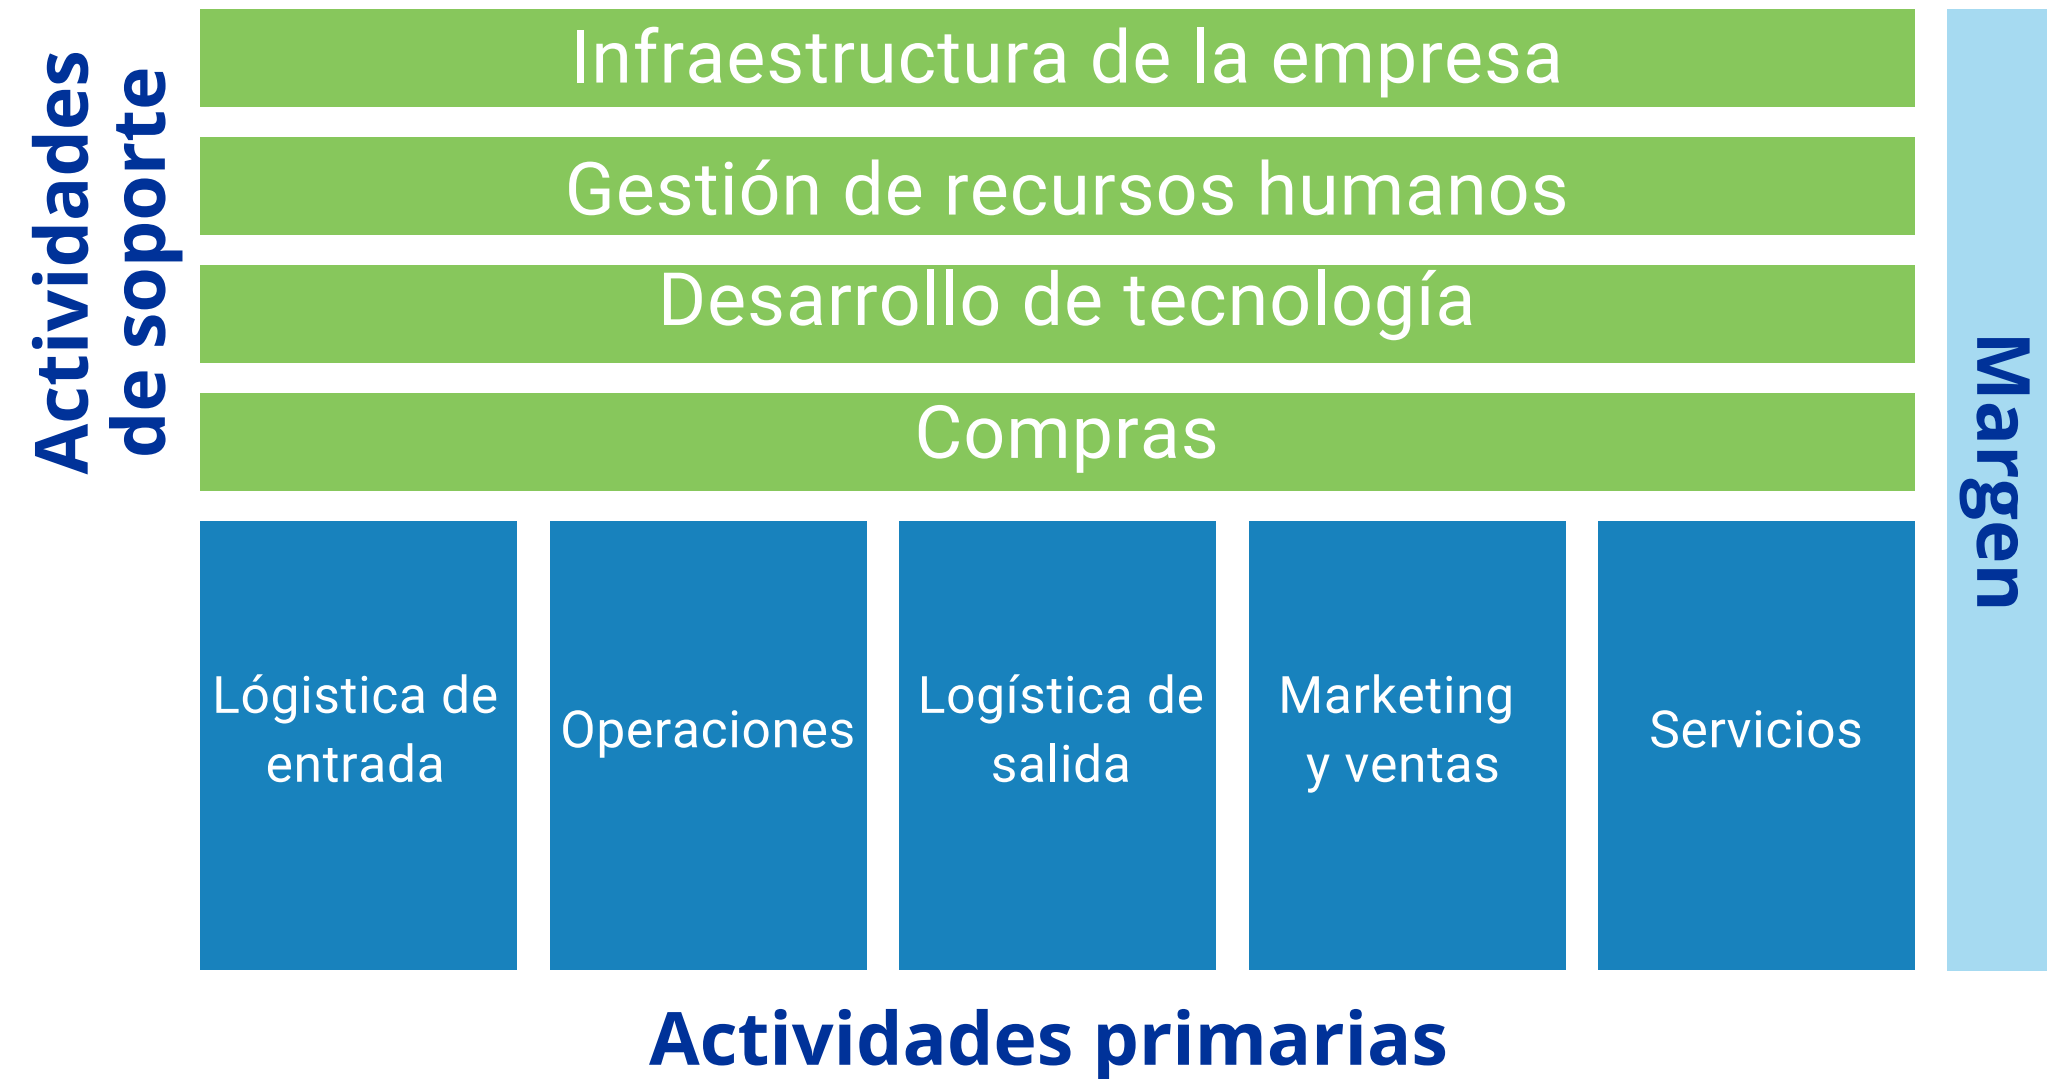 Actividades
de soporte
Infraestructura de la empresa
Gestión de recursos humanos
Desarrollo de tecnología
Compras
Margen
Lógistica de
entrada
Operaciones
Logística de
salida
Marketing
y ventas
Servicios
Actividades primarias